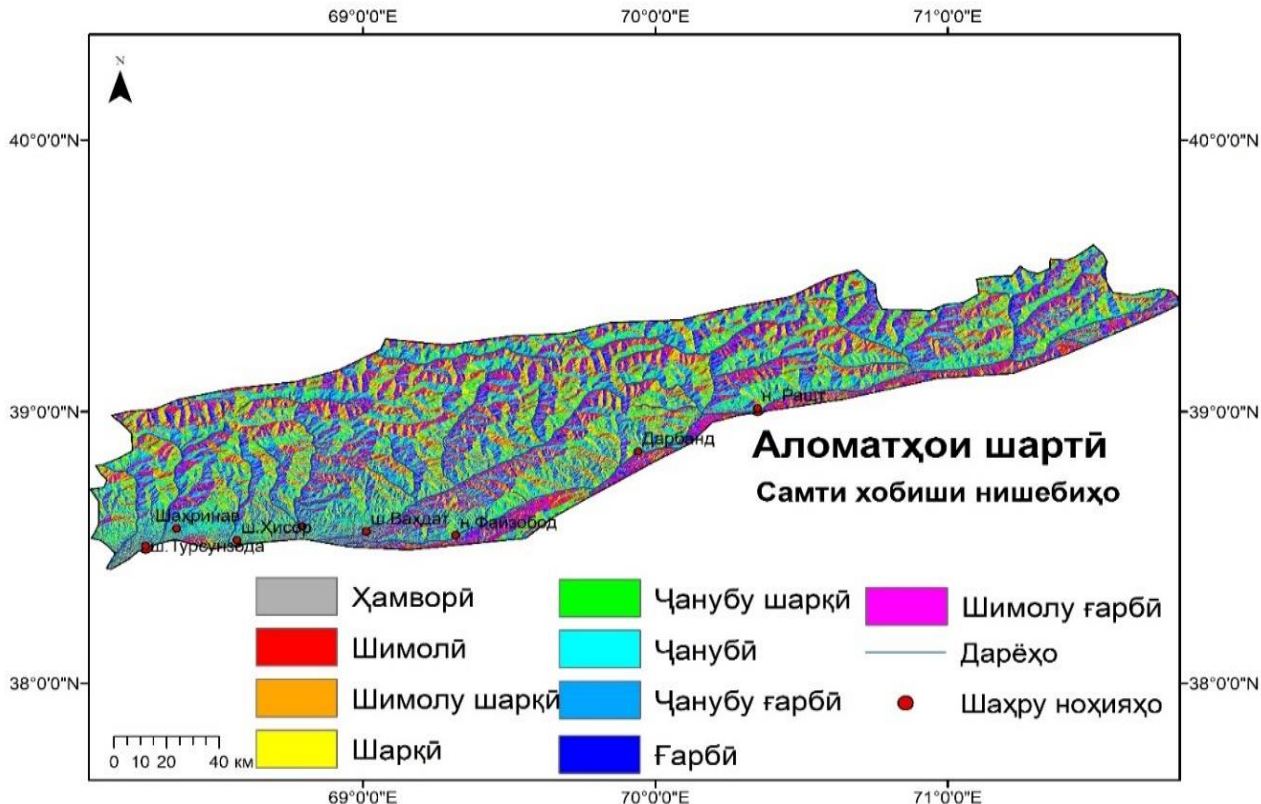 69°0'0"E 70°0'0"E 71°0'0"E
N
40°0'0"N 40°0'0"N
39°0'0"N 39°0'0"N
н. Рашт
Дарбанд
Аломатҳои шартӣ
Самти хобиши нишебиҳо
Шаҳринав
ш.Ҳисор
ш.Ваҳдат
н.Файзобод
ш.Турсунзода
Ҳамворӣ
Шимолӣ
Шимолу шарқӣ
Шарқӣ
Ҷанубу шарқӣ
Ҷанубӣ
Ҷанубу ғарбӣ
Ғарбӣ
Шимолу ғарбӣ
Дарёҳо
Шаҳру ноҳияҳо
38°0'0"N 38°0'0"N
0 10 20 40 км
69°0'0"E 70°0'0"E 71°0'0"E